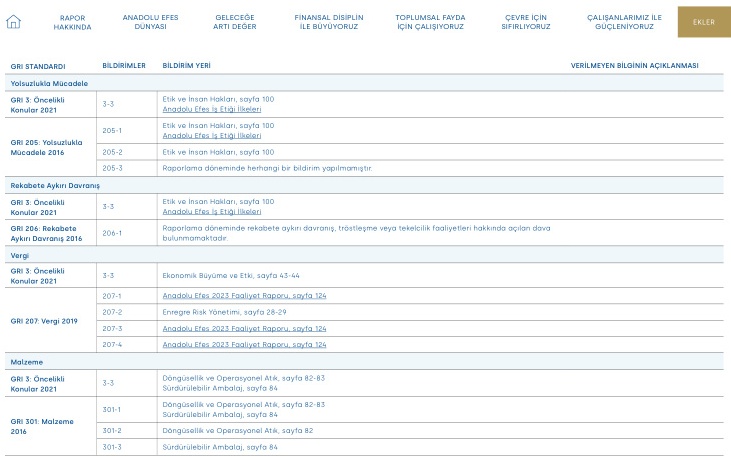 RAPOR
HAKKINDA
ANADOLU EFES
DÜNYASI
GELECEĞE
ARTI DEĞER
FİNANSAL DİSİPLİN
İLE BÜYÜYORUZ
TOPLUMSAL FAYDA
İÇİN ÇALIŞIYORUZ
ÇEVRE İÇİN
SIFIRLIYORUZ
ÇALIŞANLARIMIZ İLE
GÜÇLENİYORUZ
EKLER
GRI STANDARDI BİLDİRİMLER BİLDİRİM YERİ VERİLMEYEN BİLGİNİN AÇIKLANMASI
Yolsuzlukla Mücadele
GRI 3: Öncelikli
Konular 2021
3-3
Etik ve İnsan Hakları, sayfa 100
Anadolu Efes İş Etiği İlkeleri
GRI 205: Yolsuzlukla
Mücadele 2016
205-1
Etik ve İnsan Hakları, sayfa 100
Anadolu Efes İş Etiği İlkeleri
205-2 Etik ve İnsan Hakları, sayfa 100
205-3 Raporlama döneminde herhangi bir bildirim yapılmamıştır.
Rekabete Aykırı Davranış
GRI 3: Öncelikli
Konular 2021
3-3
Etik ve İnsan Hakları, sayfa 100
Anadolu Efes İş Etiği İlkeleri
GRI 206: Rekabete
Aykırı Davranış 2016
206-1
Raporlama döneminde rekabete aykırı davranış, tröstleşme veya tekelcilik faaliyetleri hakkında açılan dava
bulunmamaktadır.
Vergi
GRI 3: Öncelikli
Konular 2021
3-3 Ekonomik Büyüme ve Etki, sayfa 43-44
GRI 207: Vergi 2019
207-1 Anadolu Efes 2023 Faaliyet Raporu, sayfa 124
207-2 Enregre Risk Yönetimi, sayfa 28-29
207-3 Anadolu Efes 2023 Faaliyet Raporu, sayfa 124
207-4 Anadolu Efes 2023 Faaliyet Raporu, sayfa 124
Malzeme
GRI 3: Öncelikli
Konular 2021
3-3
Döngüsellik ve Operasyonel Atık, sayfa 82-83
Sürdürülebilir Ambalaj, sayfa 84
GRI 301: Malzeme
2016
301-1
Döngüsellik ve Operasyonel Atık, sayfa 82-83
Sürdürülebilir Ambalaj, sayfa 84
301-2 Döngüsellik ve Operasyonel Atık, sayfa 82
301-3 Sürdürülebilir Ambalaj, sayfa 84